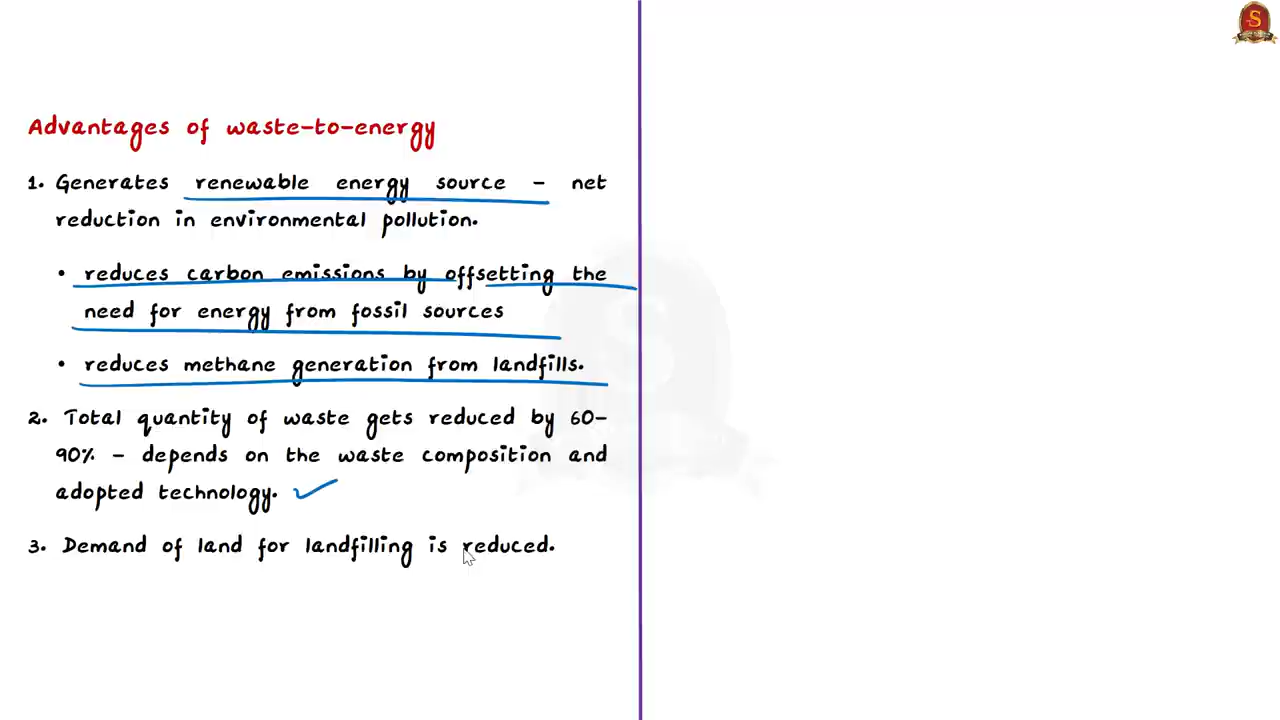 Advantages of waste-to-energy
1. Generates renewable energy source - net
reduction in environmental pollution.
• reduces carbon emissions by offsetting the
need for energy from fossil sources
• reduces methane generation from landfills.
2. Total quantity of waste gets reduced by 60-
90% - depends on the waste composition and
adopted technology.
3. Demand of land for landfilling is reduced.
S